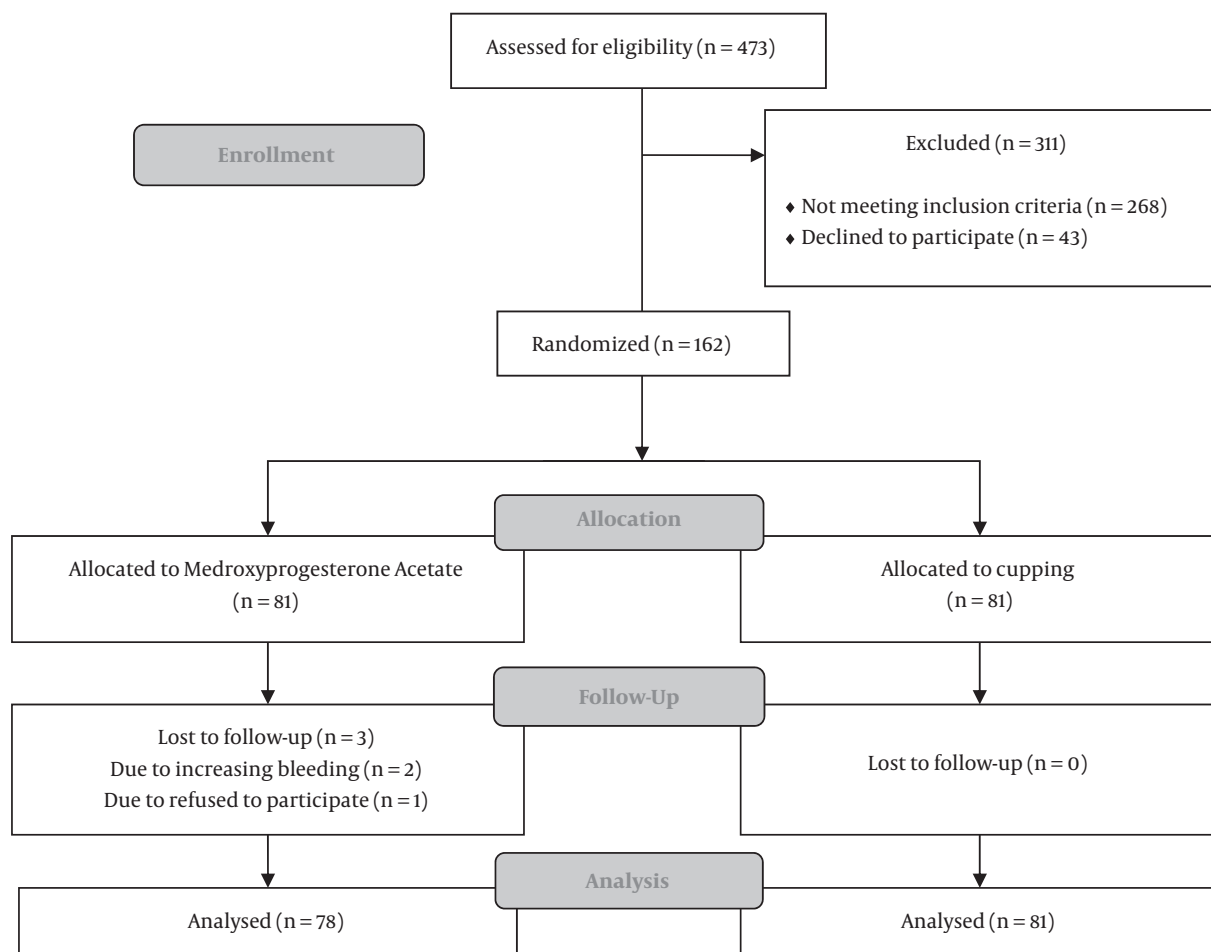 Assessed for eligibility (n = 473)
Enrollment
Excluded (n = 311)
♦ Not meeting inclusion criteria (n = 268)
♦ Declined to participate (n = 43)
Randomized (n = 162)
Allocation
Allocated to Medroxyprogesterone Acetate
(n = 81)
Allocated to cupping
(n = 81)
Follow-Up
Lost to follow-up (n = 3)
Due to increasing bleeding (n = 2)
Due to refused to participate (n = 1)
Lost to follow-up (n = 0)
Analysis
Analysed (n = 78)
Analysed (n = 81)